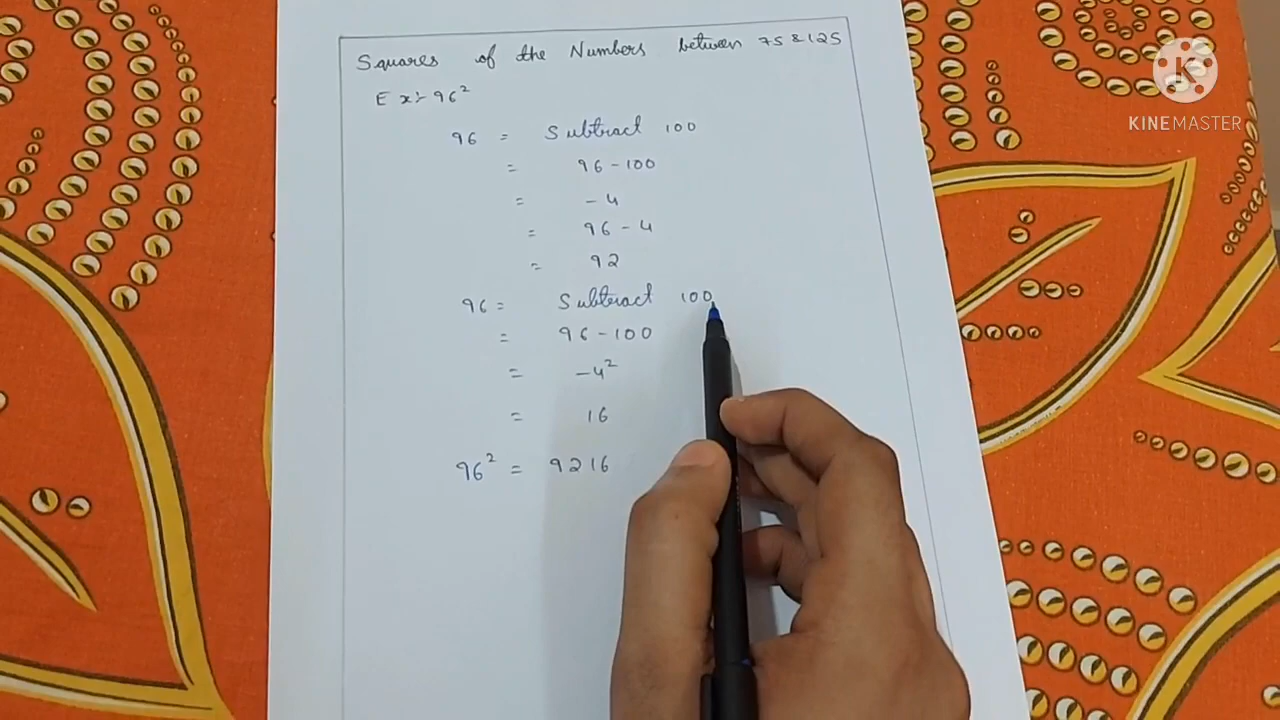 Squares of the Numbers between 75 & 125
Ex:- 96²
96 = Subtract 100
= 96 - 100
= - 4
= 96 - 4
= 92
96 = Subtract 100
= 96 - 100
= -4²
= 16
96² = 9216
K
KINEMASTER